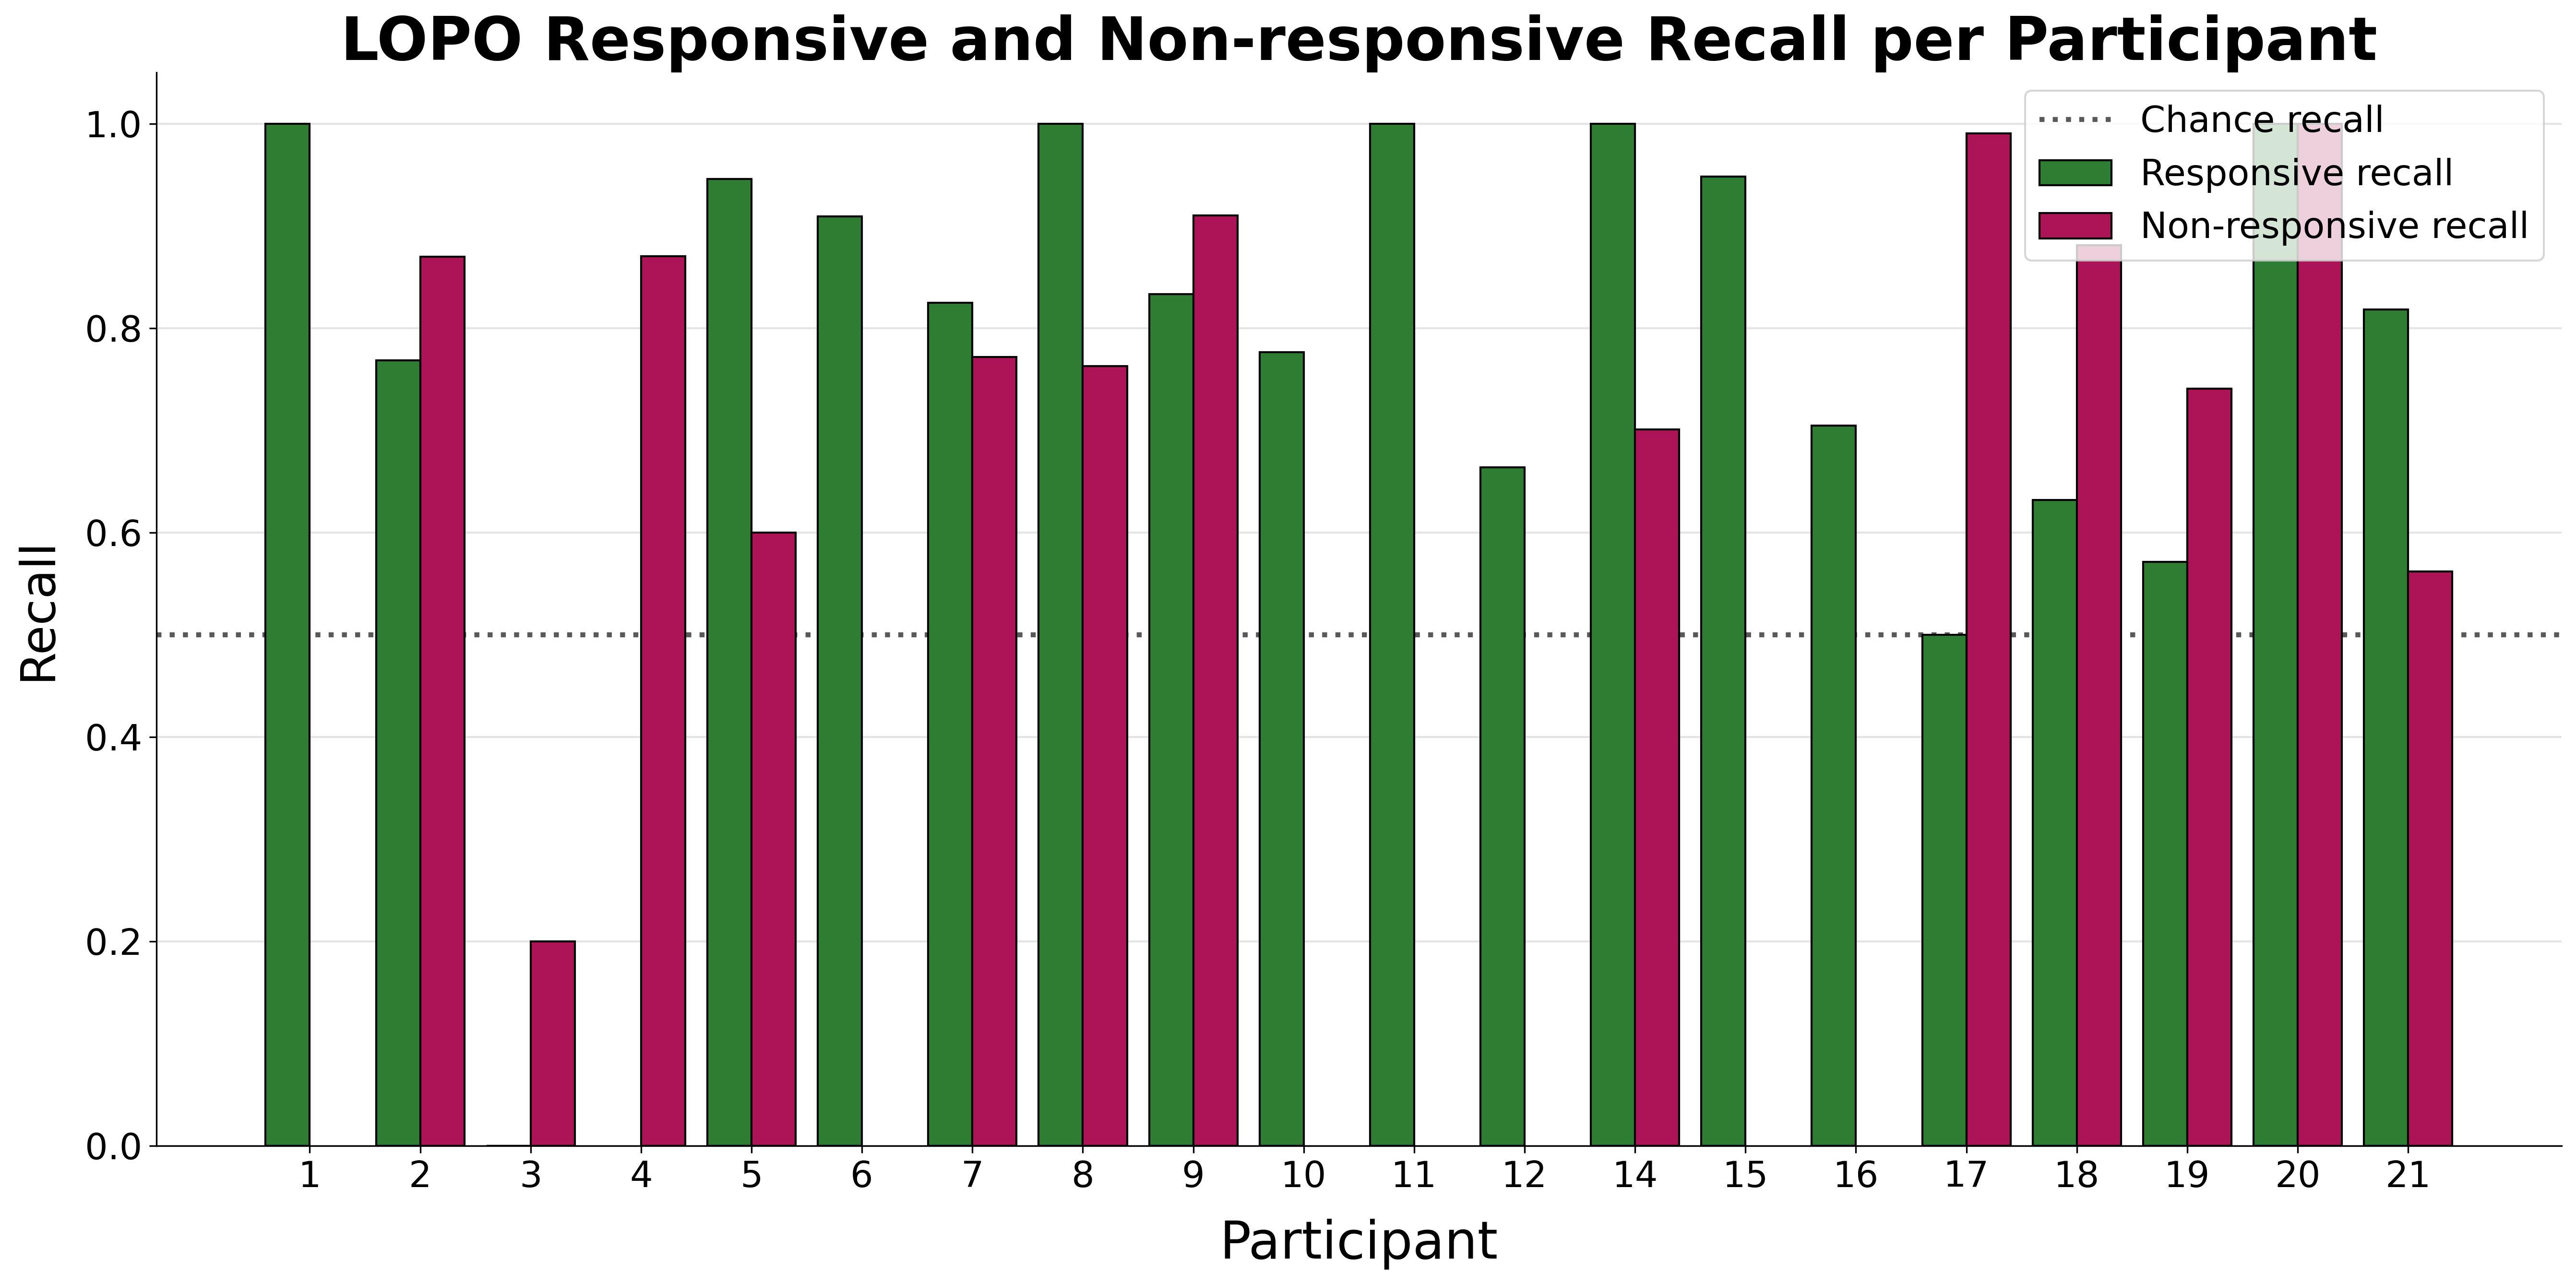 LOPO Responsive and Non-responsive Recall per Participant
Chance recall
Responsive recall
Non-responsive recall
Recall
1.0
0.8
0.6
0.4
0.2
0.0
1 2 3 4 5 6 7 8 9 10 11 12 14 15 16 17 18 19 20 21
Participant